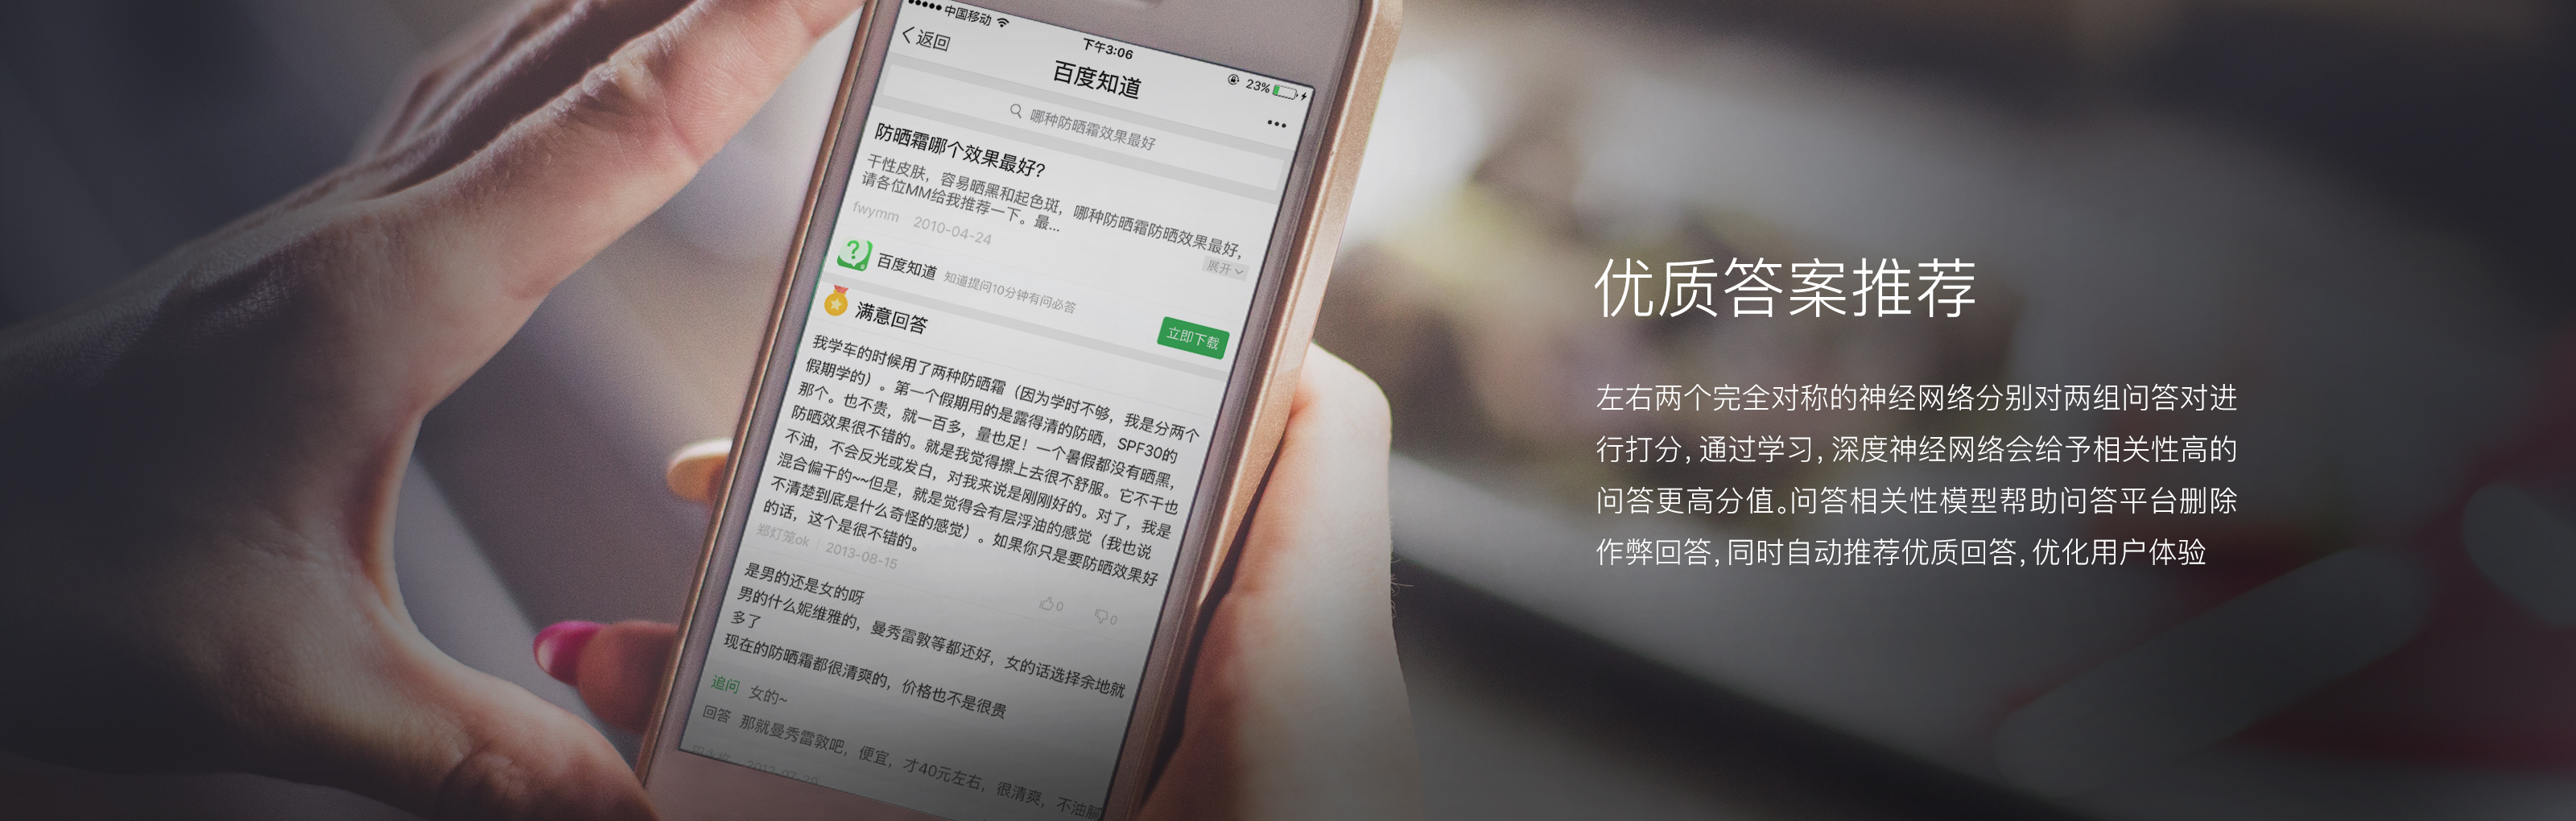 中国移动
下午3:06
23%
返回
百度知道
哪种防晒霜效果最好
防晒霜哪个效果最好?
干性皮肤，容易晒黑和起色斑，哪种防晒霜防晒效果最好，
请各位MM给我推荐一下。最...
展开
fwymm 2010-04-24
百度知道 知道提问10分钟有问必答
立即下载
满意回答
我学车的时候用了两种防晒霜（因为学时不够，我是分两个
假期学的）。第一个假期用的是露得清的防晒，SPF30的
那个。也不贵，就一百多，量也足！一个暑假都没有晒黑，
防晒效果很不错的。就是我觉得擦上去很不舒服。它不干也
不油，不会反光或发白，对我来说是刚刚好的。对了，我是
混合偏干的~~但是，就是觉得会有层浮油的感觉（我也说
不清楚到底是什么奇怪的感觉）。如果你只是要防晒效果好
的话，这个是很不错的。
郑灯笼ok | 2013-08-15
0 0
是男的还是女的呀
男的什么妮维雅的，曼秀雷敦等都还好，女的话选择余地就
多了
现在的防晒霜都很清爽的，价格也不是很贵
追问 女的~
回答 那就曼秀雷敦吧，便宜，才40元左右，很清爽，不油腻
优质答案推荐
左右两个完全对称的神经网络分别对两组问答对进
行打分，通过学习，深度神经网络会给予相关性高的
问答更高分值。问答相关性模型帮助问答平台删除
作弊回答，同时自动推荐优质回答，优化用户体验